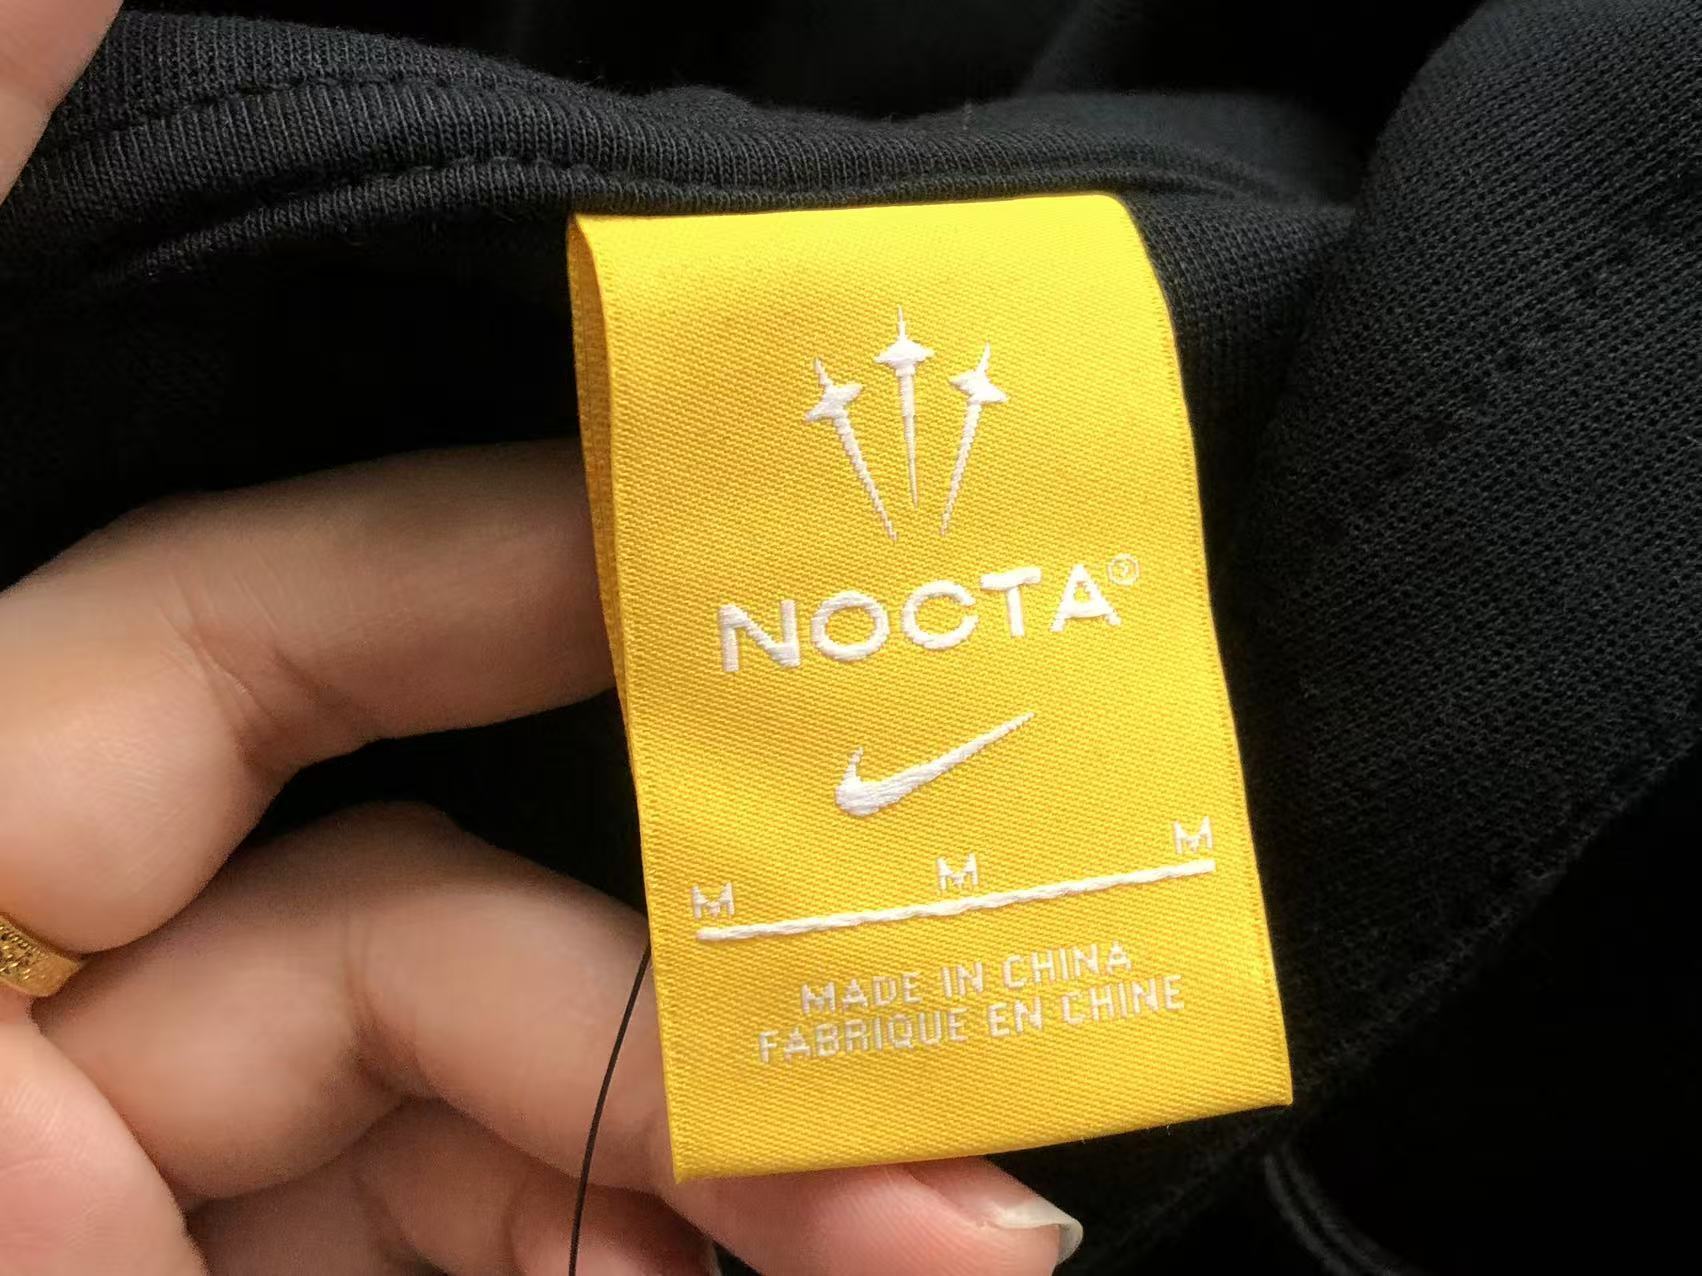 NOCTA®
M M M
MADE IN CHINA
FABRIQUE EN CHINE